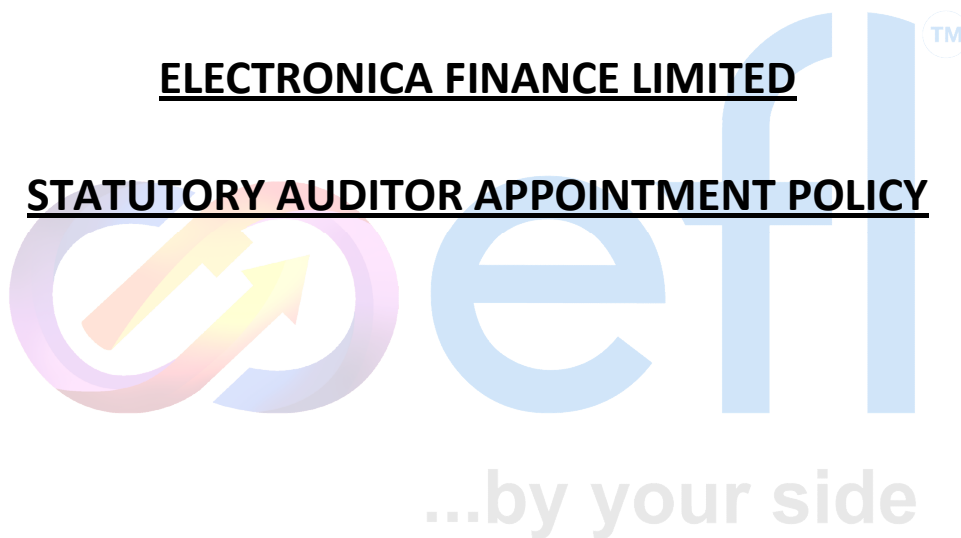 TM
ELECTRONICA FINANCE LIMITED
STATUTORY AUDITOR APPOINTMENT POLICY
efl
...by your side